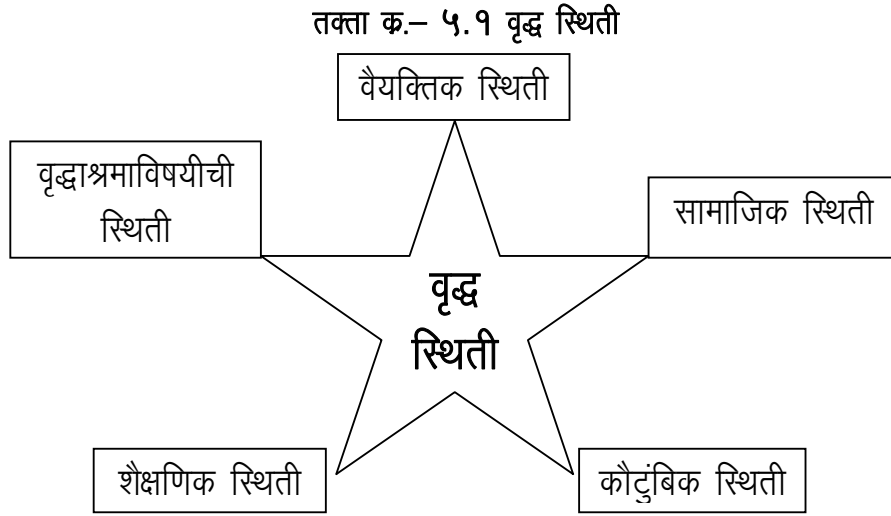 तक्ता क्र.– ५.१ वृद्ध स्थिती
वैयक्तिक स्थिती
वृद्धाश्रमाविषयीची
स्थिती
सामाजिक स्थिती
वृद्ध
स्थिती
शैक्षणिक स्थिती
कौटुंबिक स्थिती